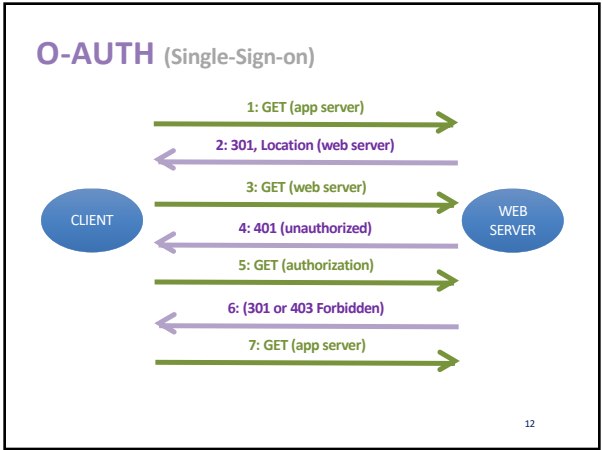 O-AUTH (Single-Sign-on)
1: GET (app server)
2: 301, Location (web server)
3: GET (web server)
CLIENT
WEB
SERVER
4: 401 (unauthorized)
5: GET (authorization)
6: (301 or 403 Forbidden)
7: GET (app server)
12